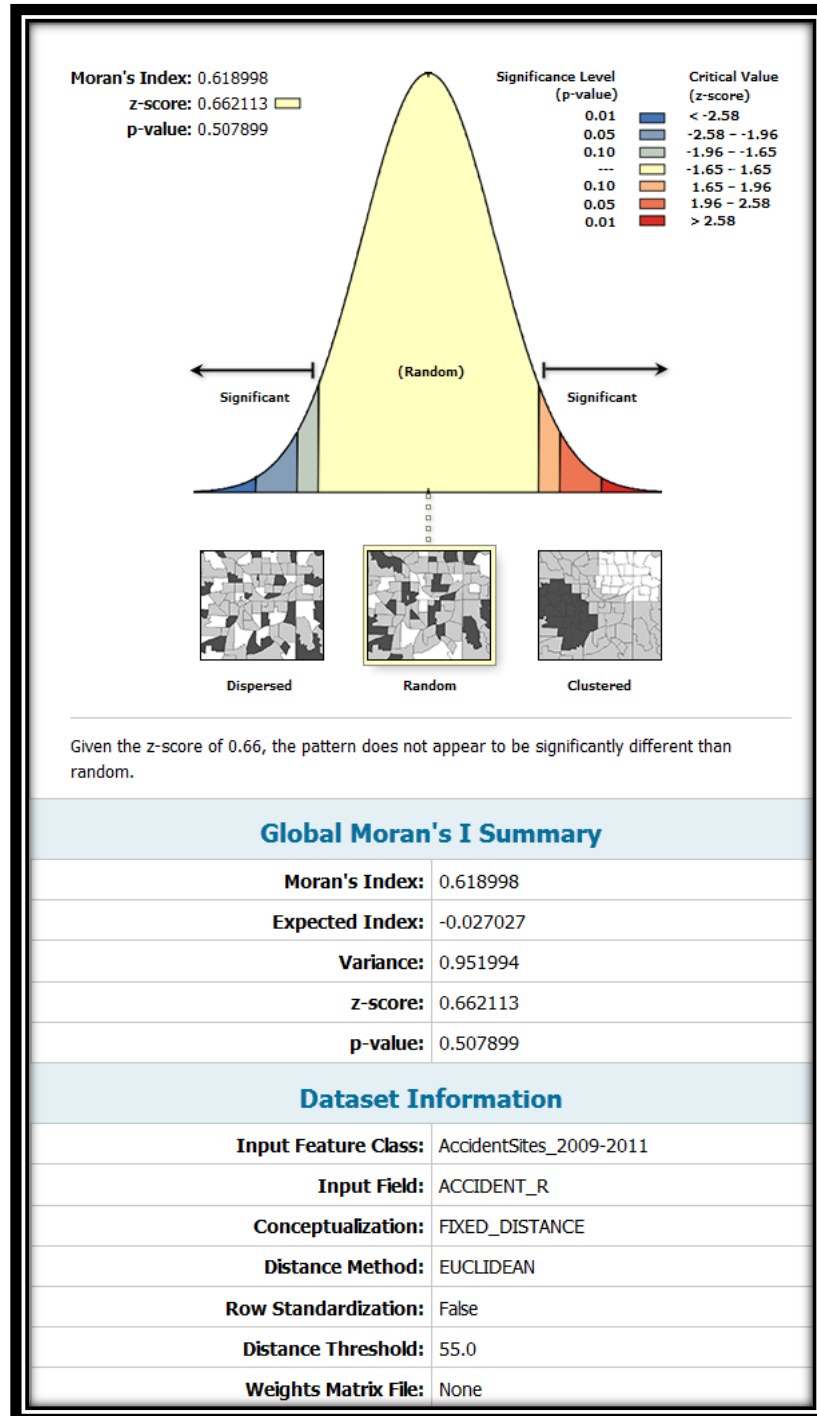 Moran's Index: 0.618998
z-score: 0.662113
p-value: 0.507899
Significance Level
(p-value)
Critical Value
(z-score)
0.01 < -2.58
0.05 -2.58 – -1.96
0.10 -1.96 – -1.65
--- -1.65 – 1.65
0.10 1.65 – 1.96
0.05 1.96 – 2.58
0.01 > 2.58
(Random)
Significant
Significant
Dispersed
Random
Clustered
Given the z-score of 0.66, the pattern does not appear to be significantly different than
random.
Global Moran's I Summary
Moran's Index: 0.618998
Expected Index: -0.027027
Variance: 0.951994
z-score: 0.662113
p-value: 0.507899
Dataset Information
Input Feature Class: AccidentSites_2009-2011
Input Field: ACCIDENT_R
Conceptualization: FIXED_DISTANCE
Distance Method: EUCLIDEAN
Row Standardization: False
Distance Threshold: 55.0
Weights Matrix File: None